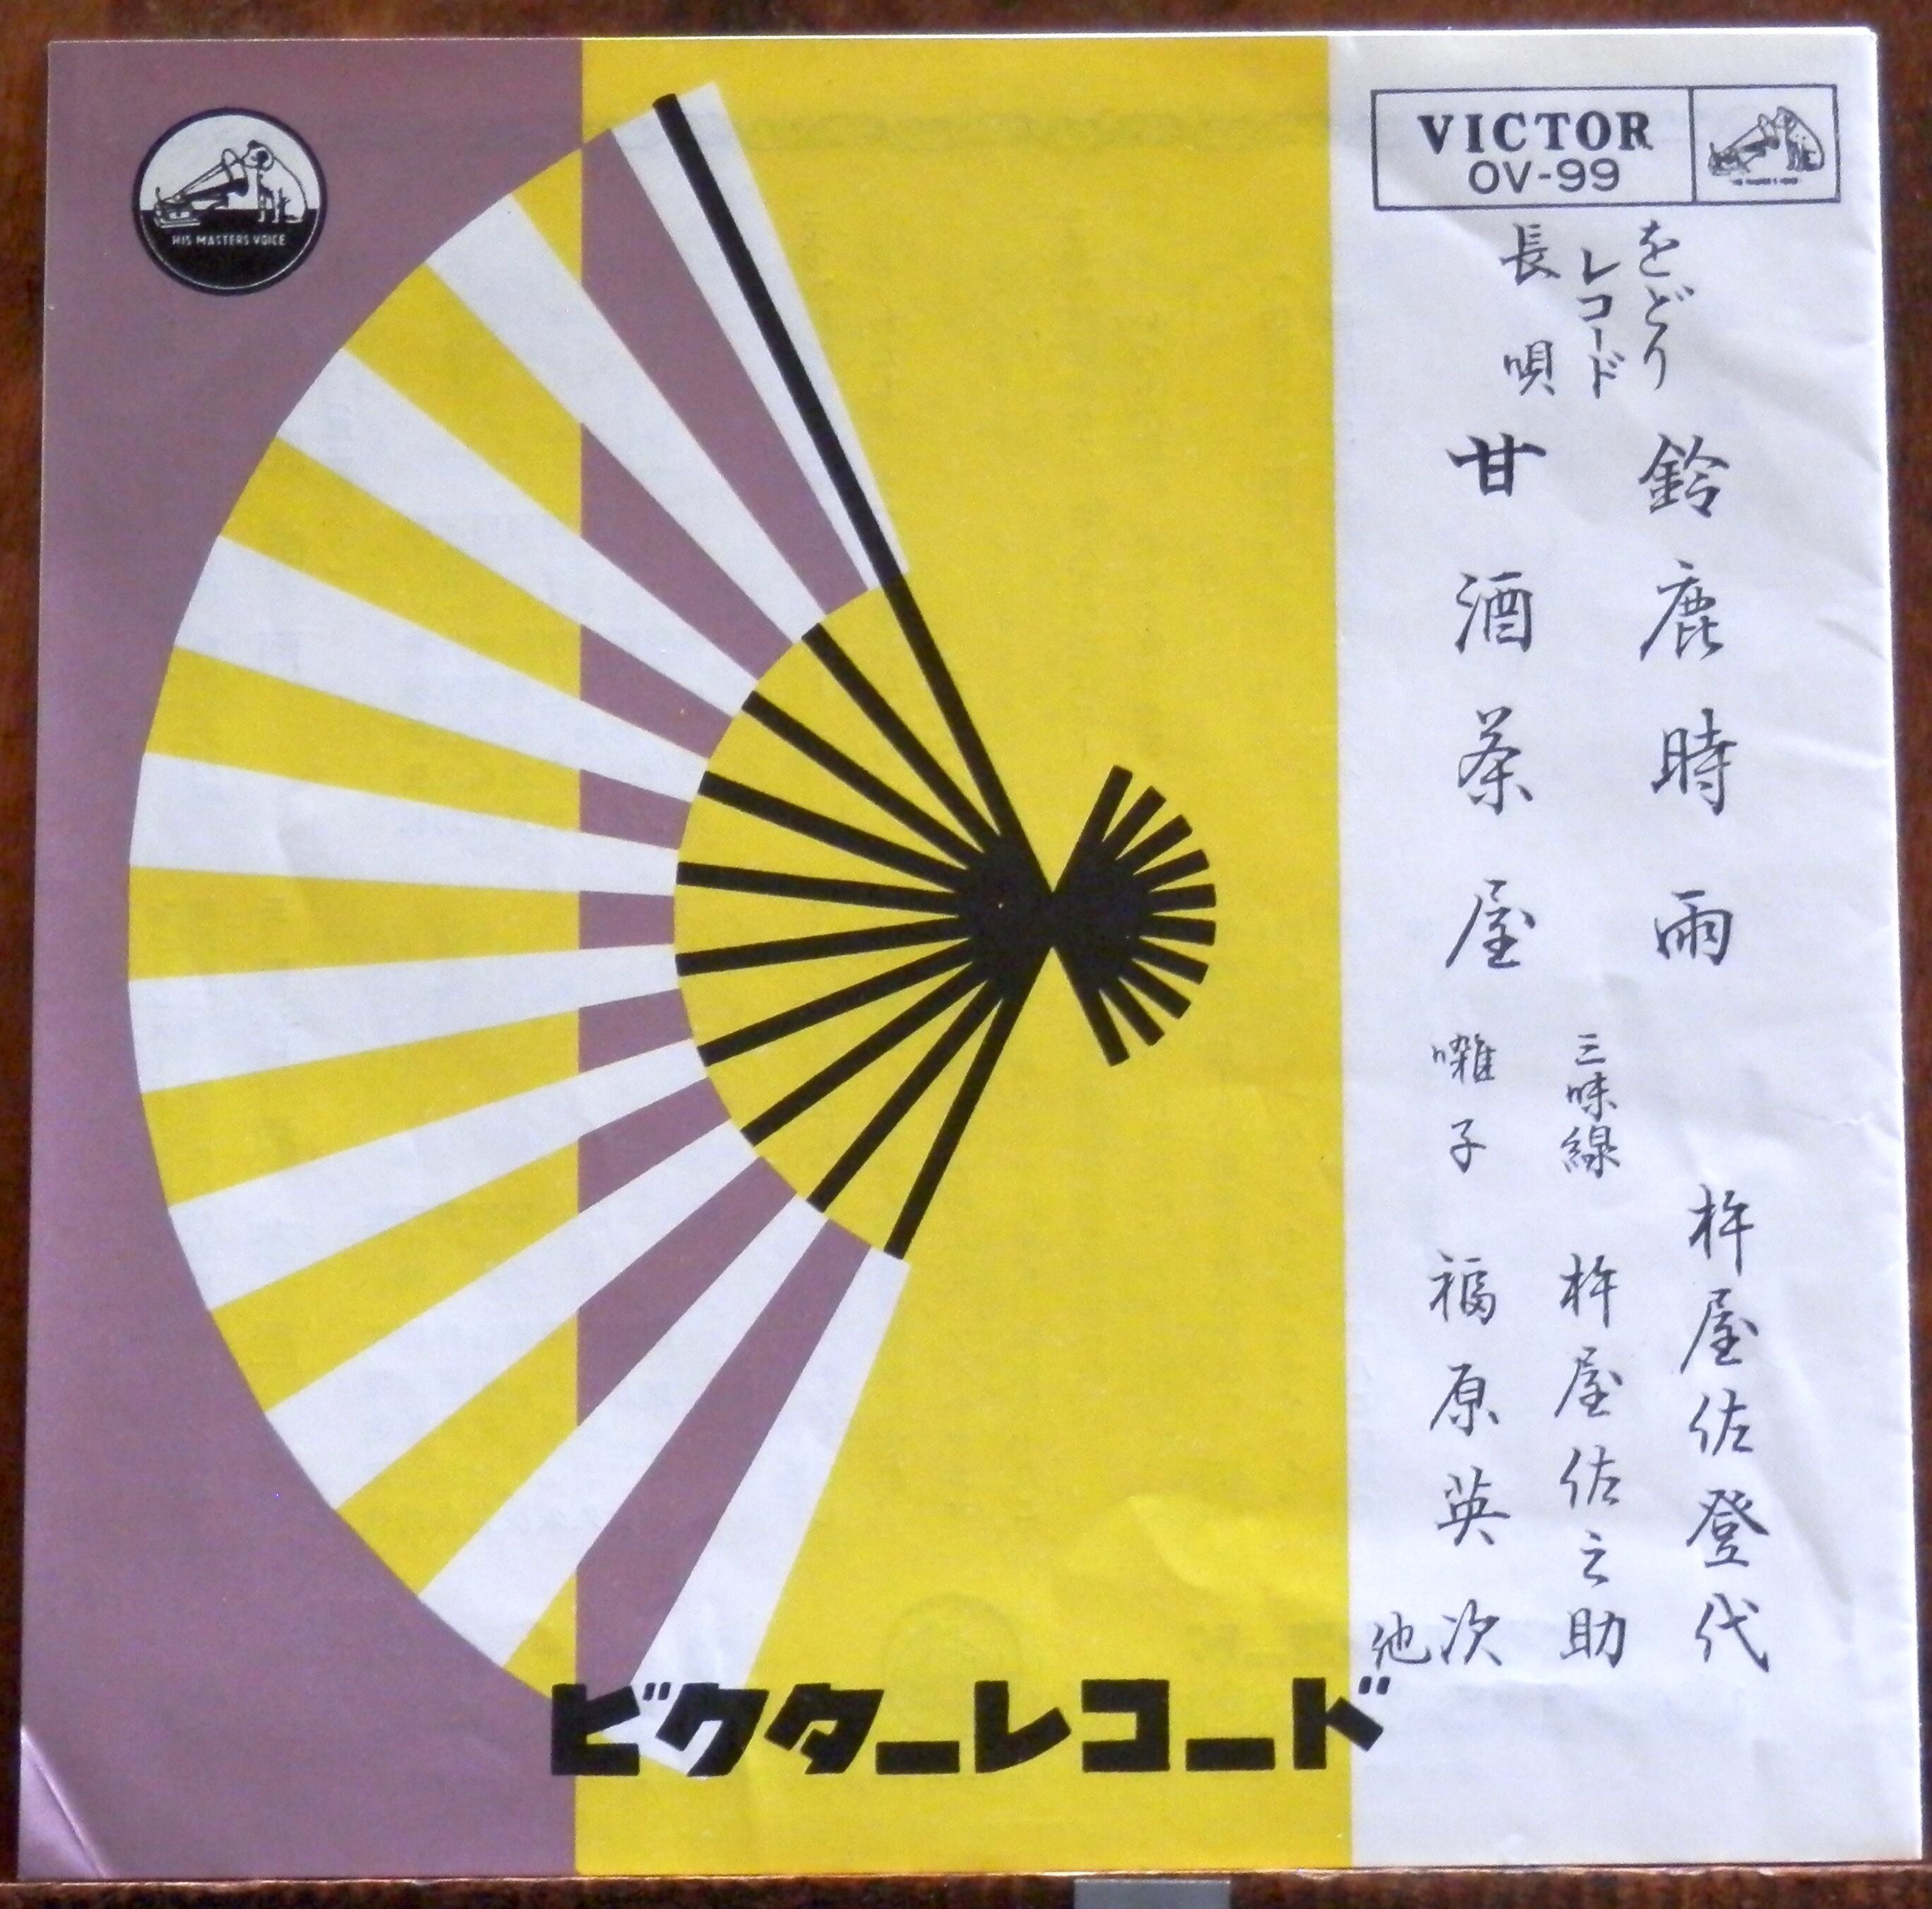 HIS MASTERS VOICE
VICTOR
OV-99
をどり
レコード
長唄
鈴鹿時雨
甘酒茶屋
杵屋佐登代
三味線 杵屋佐之助
囃子 福原英次
他
ビクターレコード